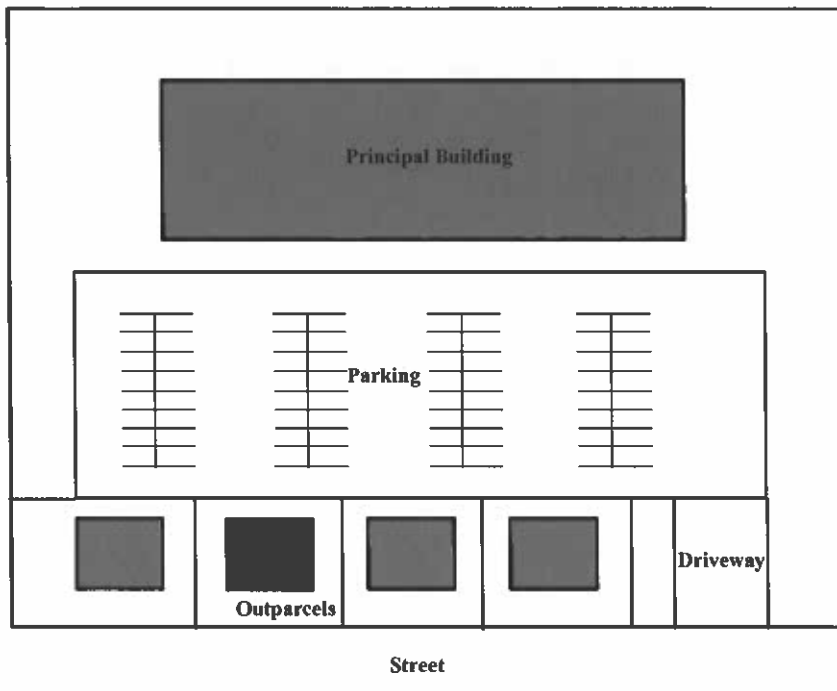 Principal Building
Parking
Driveway
Outparcels
Street